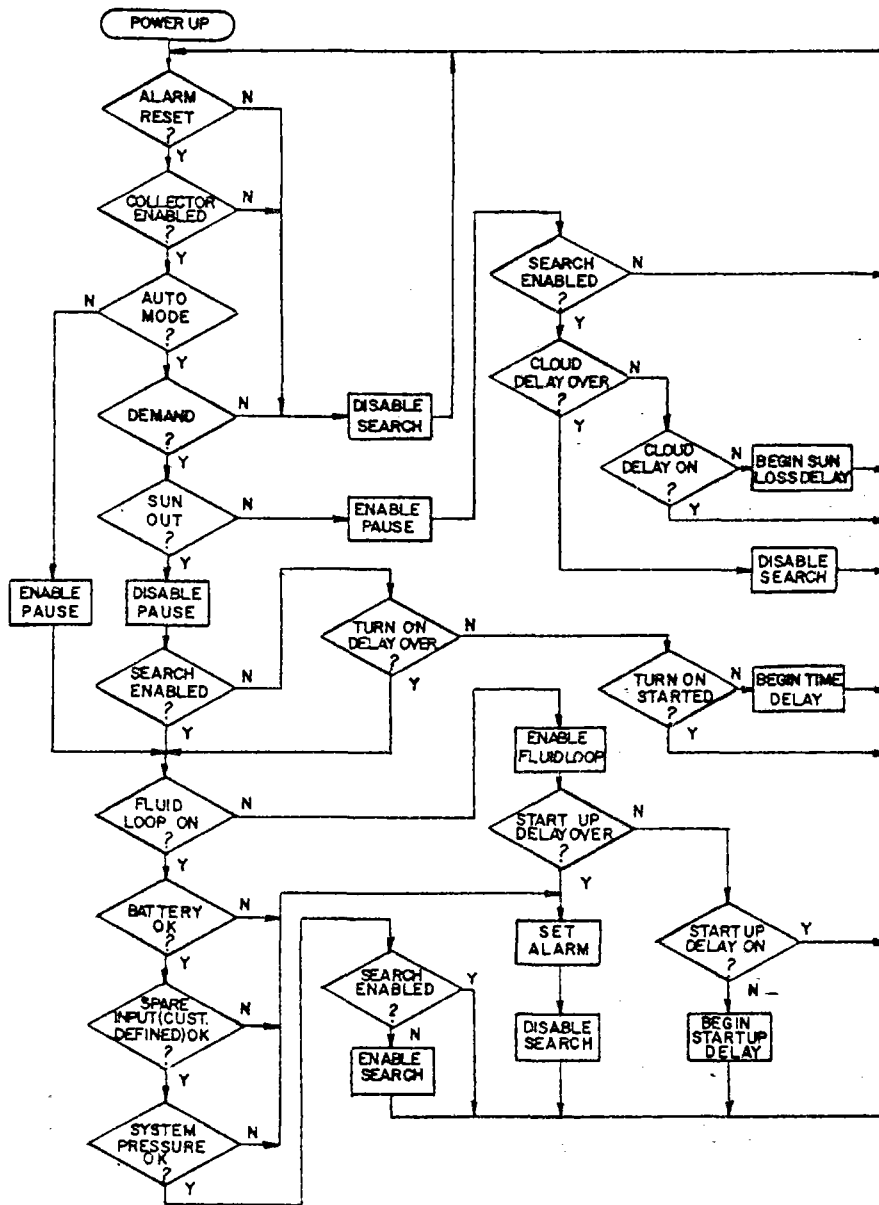 POWER UP
ALARM
RESET
?
N
Y
COLLECTOR
ENABLED
?
N
Y
AUTO
MODE
?
N
Y
DEMAND
?
N
Y
DISABLE
SEARCH
SUN
OUT
?
N
Y
ENABLE
PAUSE
SEARCH
ENABLED
?
N
Y
CLOUD
DELAY OVER
?
N
Y
CLOUD
DELAY ON
?
N
Y
BEGIN SUN
LOSS DELAY
DISABLE
SEARCH
ENABLE
PAUSE
DISABLE
PAUSE
SEARCH
ENABLED
?
N
Y
TURN ON
DELAY OVER
?
N
Y
TURN ON
STARTED
?
N
Y
BEGIN TIME
DELAY
FLUID
LOOP ON
?
N
Y
ENABLE
FLUID LOOP
START UP
DELAY OVER
?
N
Y
BATTERY
OK
?
N
Y
SET
ALARM
STARTUP
DELAY ON
?
Y
N
SPARE
INPUT (CUST.
DEFINED) OK
?
N
Y
SEARCH
ENABLED
?
Y
N
ENABLE
SEARCH
DISABLE
SEARCH
BEGIN
STARTUP
DELAY
SYSTEM
PRESSURE
OK
?
N
Y